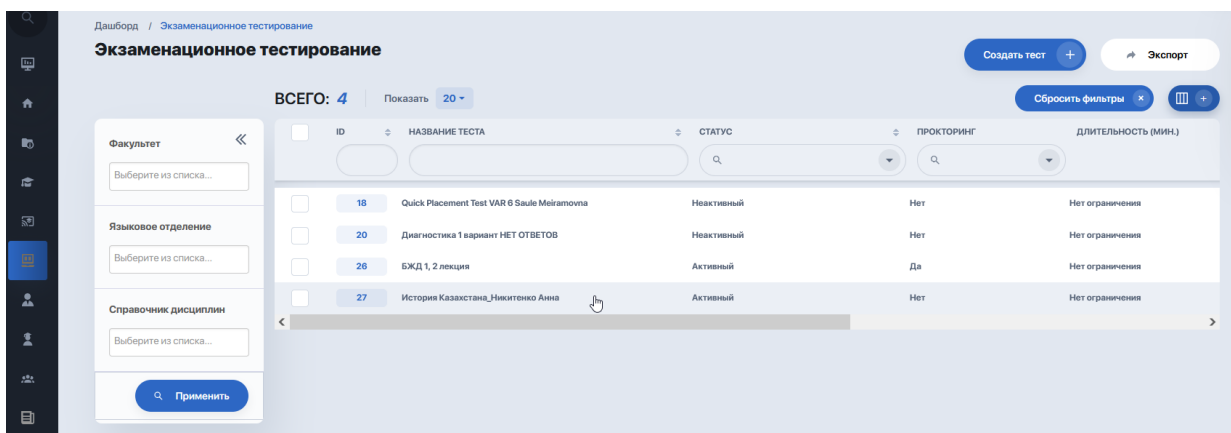 Дашборд / Экзаменационное тестирование
Экзаменационное тестирование
Создать тест +
Экспорт
ВСЕГО: 4
Показать 20
Сбросить фильтры ×
+
Факультет
Выберите из списка...
Языковое отделение
Выберите из списка...
Справочник дисциплин
Выберите из списка...
Применить
ID НАЗВАНИЕ ТЕСТА СТАТУС ПРОКТОРИНГ ДЛИТЕЛЬНОСТЬ (МИН.)
18 Quick Placement Test VAR 6 Saule Meiramovna Неактивный Нет Нет ограничения
20 Диагностика 1 вариант НЕТ ОТВЕТОВ Неактивный Нет Нет ограничения
26 БЖД 1, 2 лекция Активный Да Нет ограничения
27 История Казахстана_Никитенко Анна Активный Нет Нет ограничения